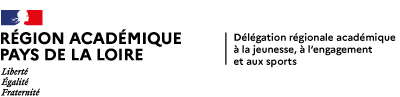 RÉGION ACADÉMIQUE
PAYS DE LA LOIRE
Liberté
Égalité
Fraternité
Délégation régionale académique
à la jeunesse, à l'engagement
et aux sports